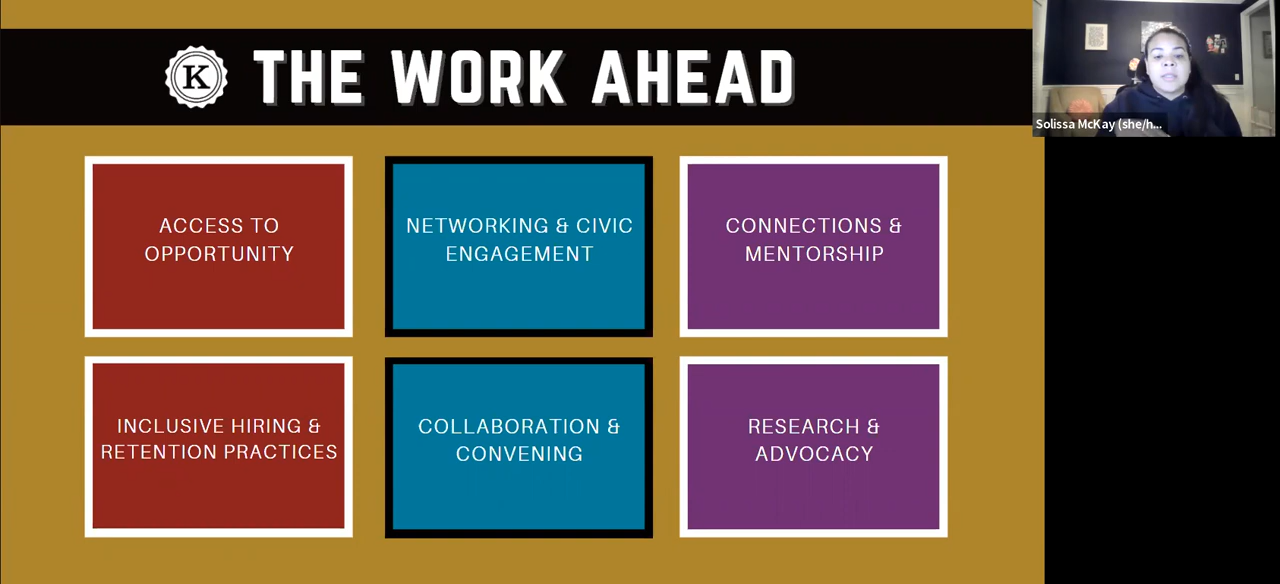 K THE WORK AHEAD
Solissa McKay (she/h...
ACCESS TO
OPPORTUNITY
NETWORKING & CIVIC
ENGAGEMENT
CONNECTIONS &
MENTORSHIP
INCLUSIVE HIRING &
RETENTION PRACTICES
COLLABORATION &
CONVENING
RESEARCH &
ADVOCACY